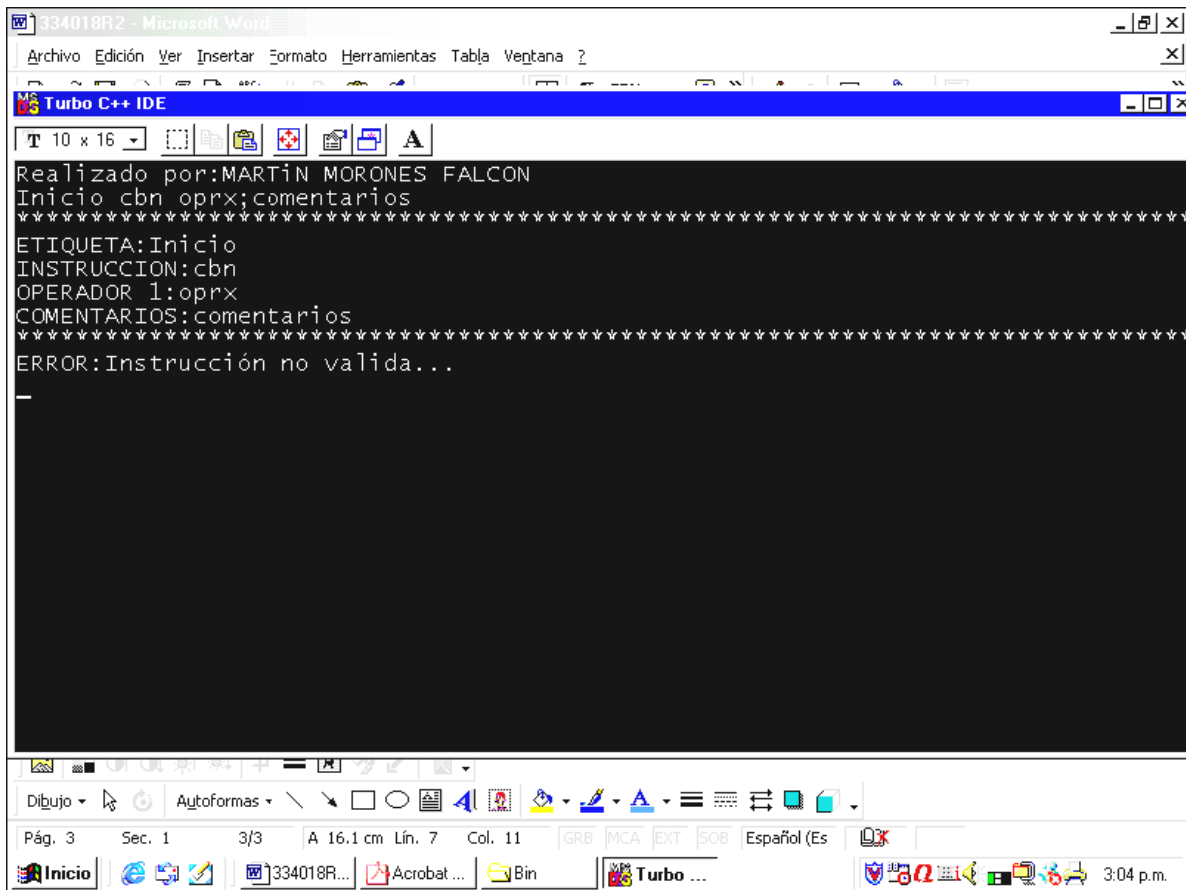 334018R2 - Microsoft Word
Archivo Edición Ver Insertar Formato Herramientas Tabla Ventana ?
Turbo C++ IDE
T 10 x 16 A
Realizado por:MARTiN MORONES FALCON
Inicio cbn oprx;comentarios
*******************************************************************************
ETIQUETA:Inicio
INSTRUCCION:cbn
OPERADOR 1:oprx
COMENTARIOS:comentarios
*******************************************************************************
ERROR:Instrucción no valida...
Dibujo Autoformas
Pág. 3 Sec. 1 3/3 A 16.1 cm Lín. 7 Col. 11 GRB MCA EXT SOB Español (Es
Inicio 334018R... Acrobat ... Bin Turbo ... 3:04 p.m.